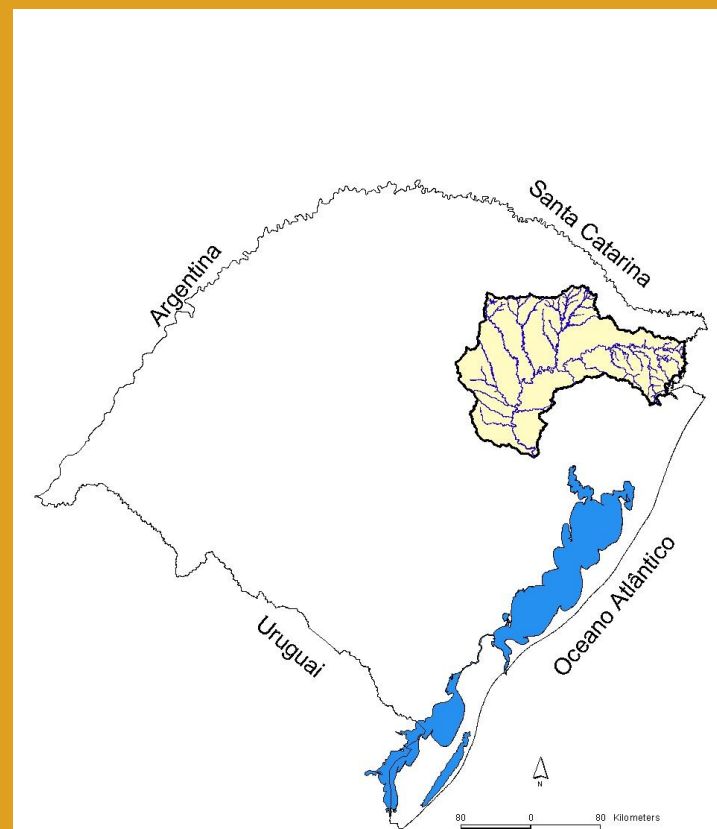 Santa Catarina
Argentina
Uruguai
Oceano Atlântico
N
80 0 80 Kilometers